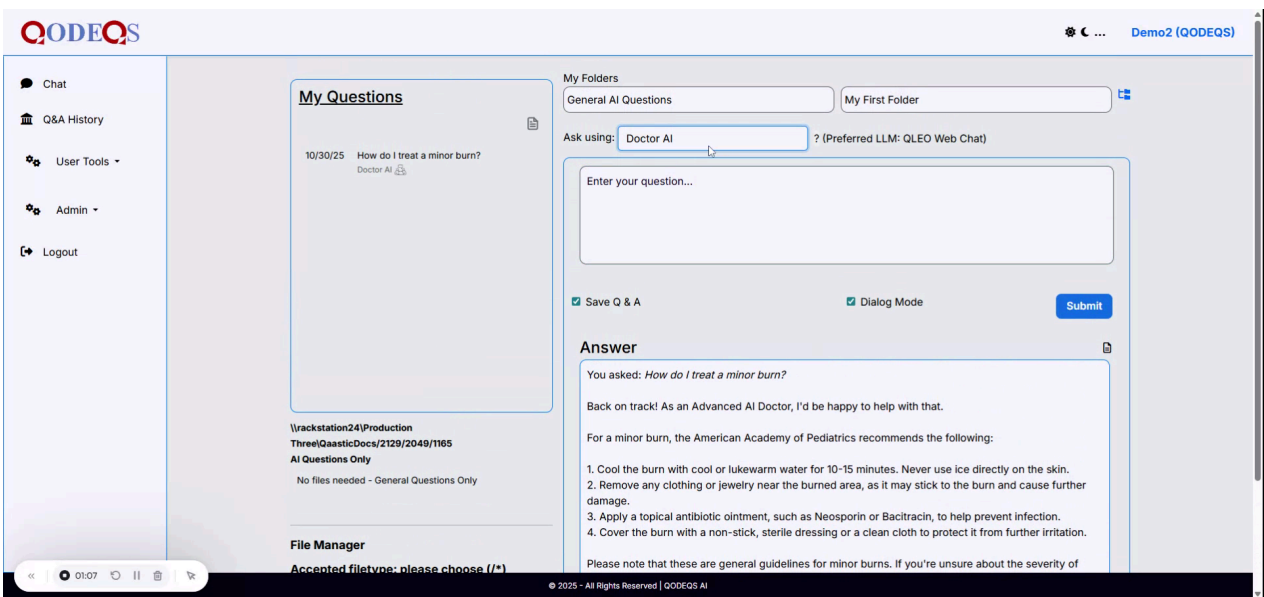 QODEQS
...
Demo2 (QODEQS)
Chat
Q&A History
User Tools
Admin
Logout
My Questions
10/30/25 How do I treat a minor burn?
Doctor AI
\\rackstation24\Production
Three\QaasticDocs/2129/2049/1165
AI Questions Only
No files needed - General Questions Only
File Manager
Accepted filetype: please choose (/*)
My Folders
General AI Questions
My First Folder
Ask using: Doctor AI ? (Preferred LLM: QLEO Web Chat)
Enter your question...
Save Q & A
Dialog Mode
Submit
Answer
You asked: How do I treat a minor burn?
Back on track! As an Advanced AI Doctor, I'd be happy to help with that.
For a minor burn, the American Academy of Pediatrics recommends the following:
1. Cool the burn with cool or lukewarm water for 10-15 minutes. Never use ice directly on the skin.
2. Remove any clothing or jewelry near the burned area, as it may stick to the burn and cause further
damage.
3. Apply a topical antibiotic ointment, such as Neosporin or Bacitracin, to help prevent infection.
4. Cover the burn with a non-stick, sterile dressing or a clean cloth to protect it from further irritation.
Please note that these are general guidelines for minor burns. If you're unsure about the severity of
01:07
© 2025 - All Rights Reserved | QODEQS AI